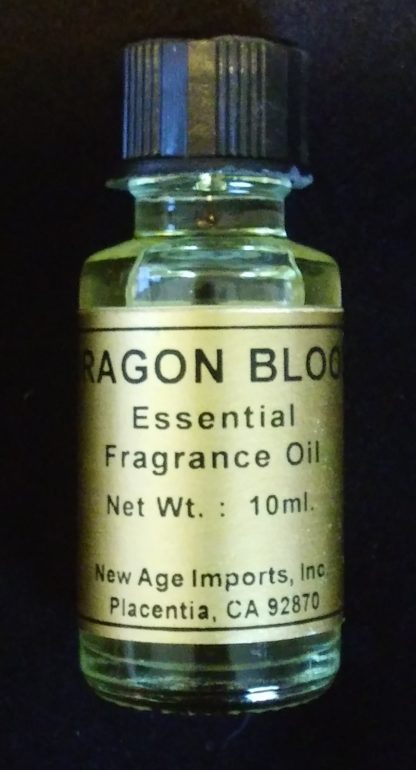 RAGON BLOO
Essential
Fragrance Oil
Net Wt. : 10ml.
New Age Imports, Inc
Placentia, CA 92870